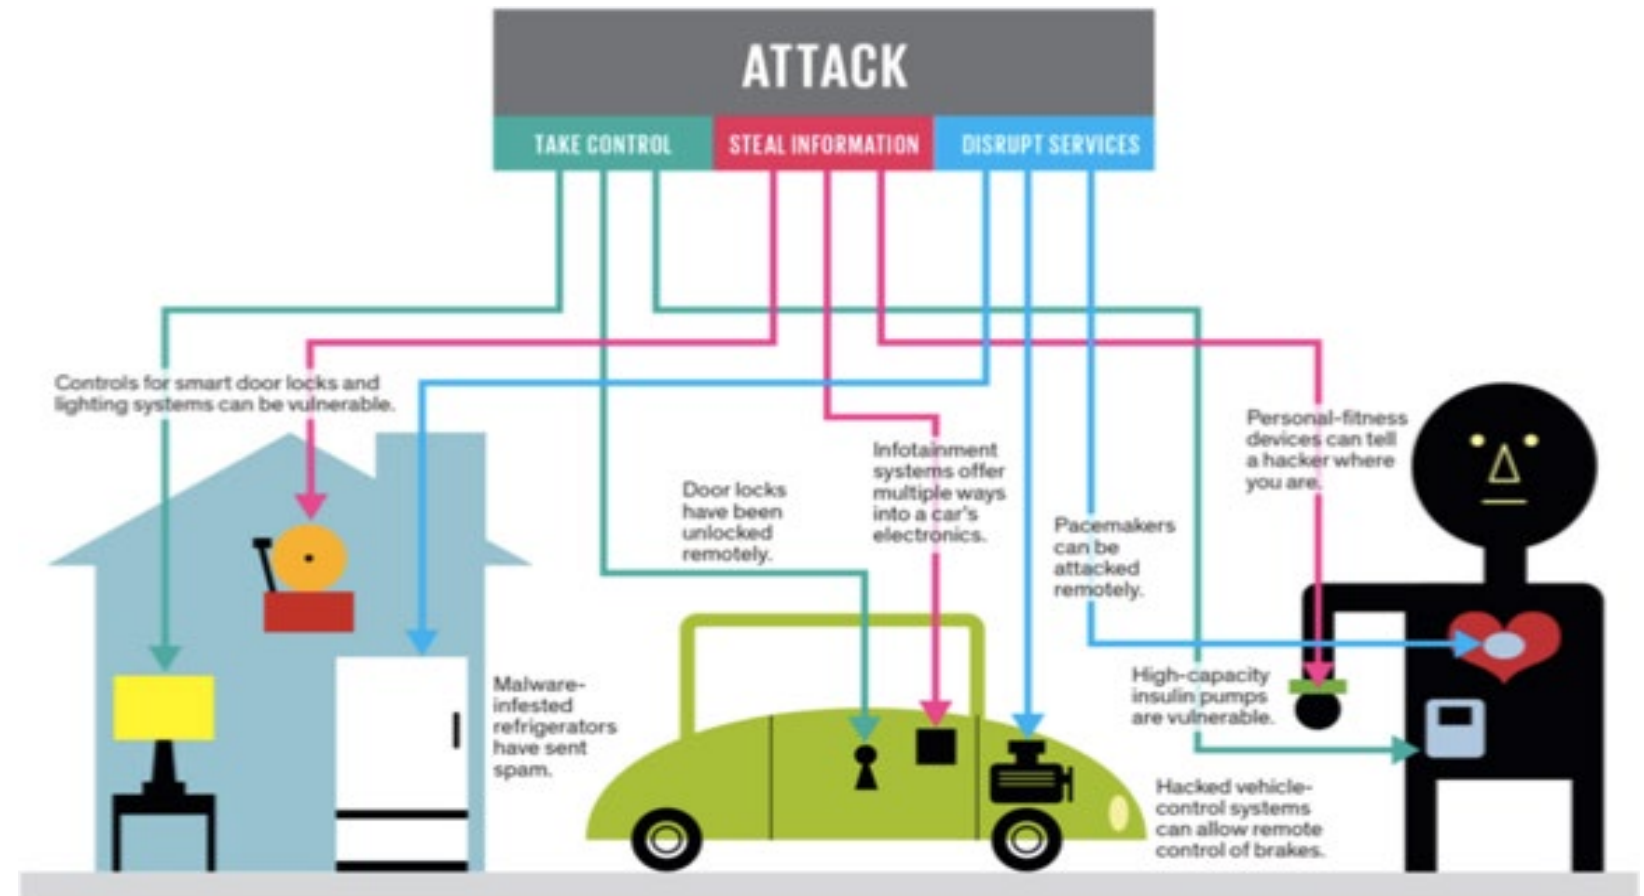 ATTACK
TAKE CONTROL
STEAL INFORMATION
DISRUPT SERVICES
Controls for smart door locks and
lighting systems can be vulnerable.
Malware-
infested
refrigerators
have sent
spam.
Door locks
have been
unlocked
remotely.
Infotainment
systems offer
multiple ways
into a car's
electronics.
Pacemakers
can be
attacked
remotely.
Personal-fitness
devices can tell
a hacker where
you are.
High-capacity
insulin pumps
are vulnerable.
Hacked vehicle-
control systems
can allow remote
control of brakes.